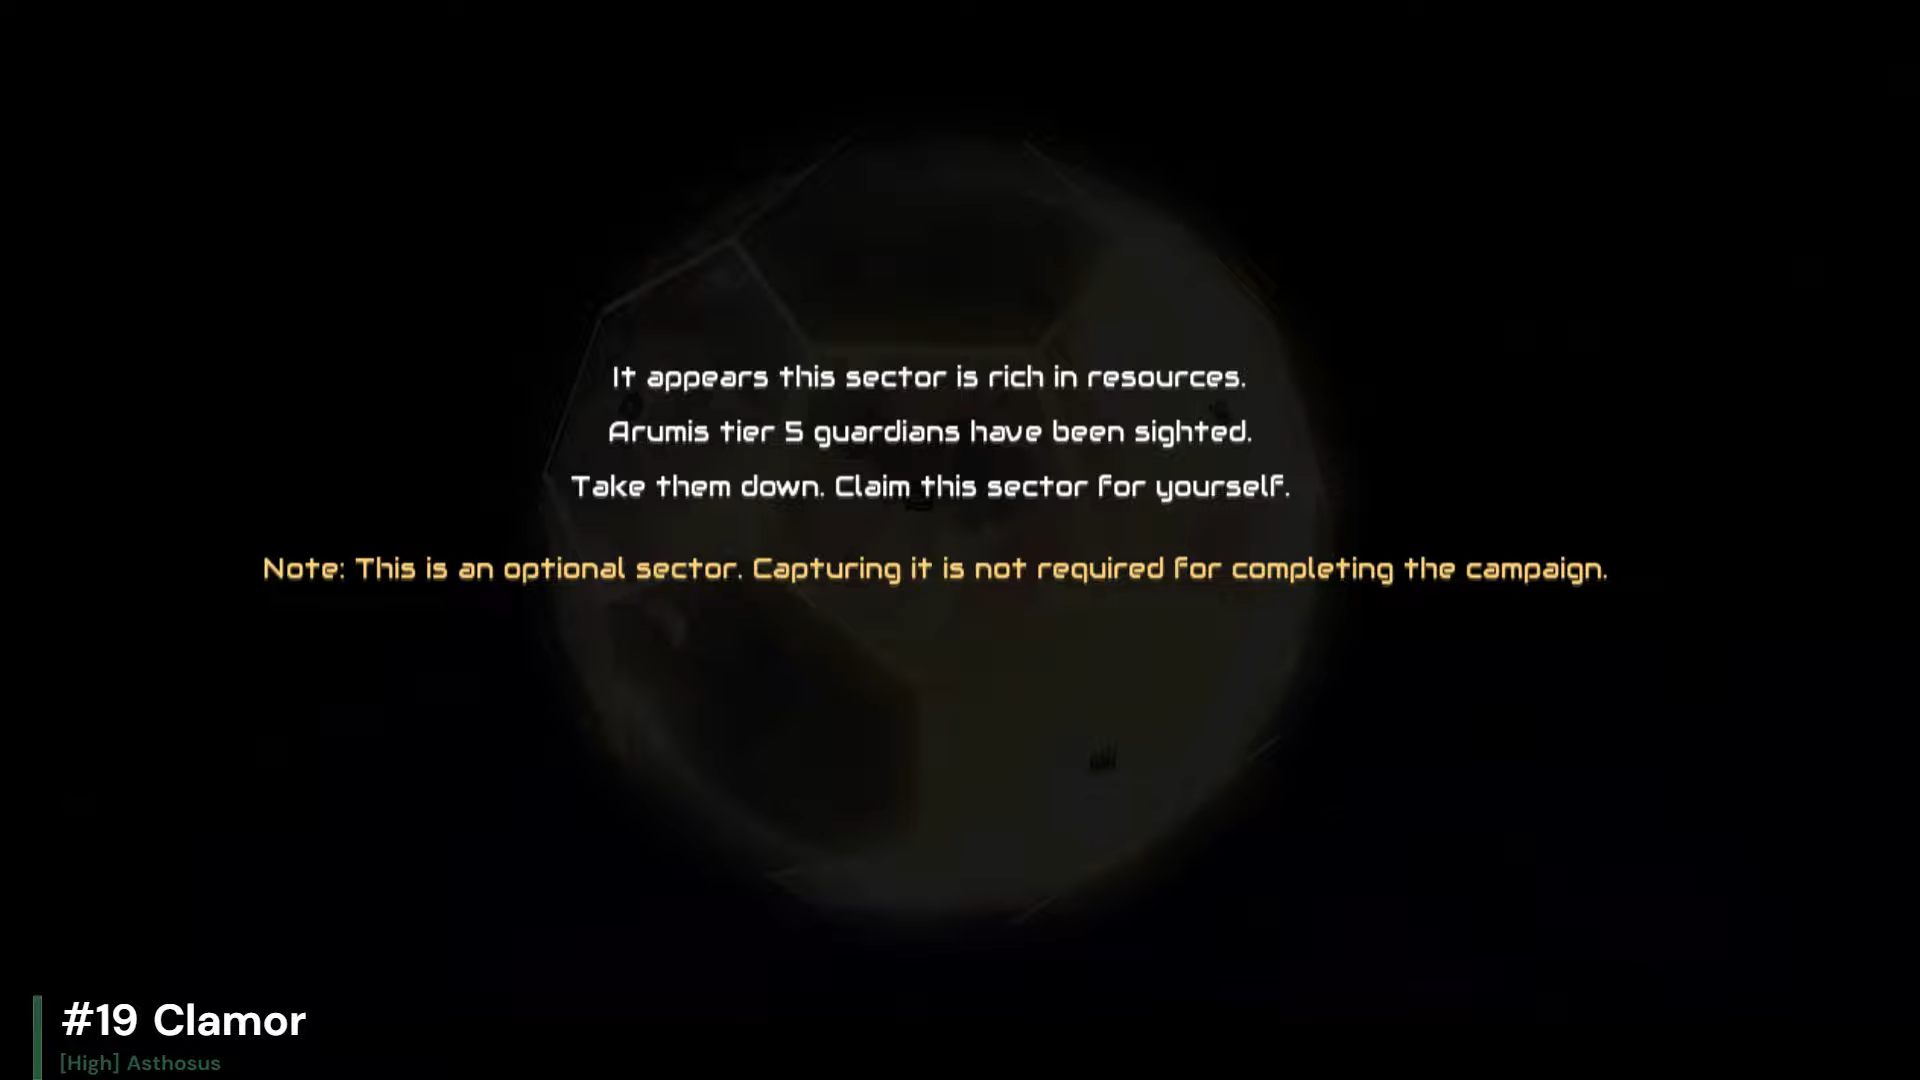 It appears this sector is rich in resources.
Arumis tier 5 guardians have been sighted.
Take them down. Claim this sector for yourself.
Note: This is an optional sector. Capturing it is not required for completing the campaign.
#19 Clamor
[High] Asthosus